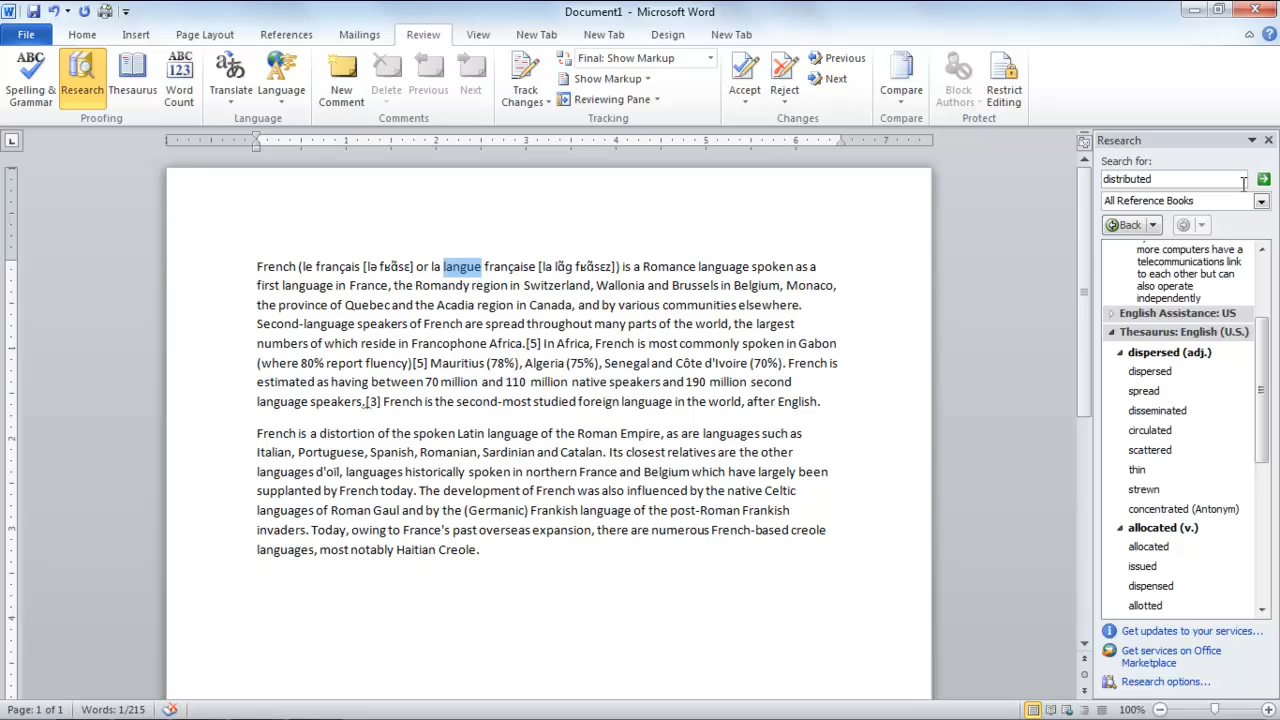 Document1 - Microsoft Word
File Home Insert Page Layout References Mailings Review View New Tab New Tab Design New Tab
ABC
Spelling & Grammar
Research
Thesaurus
ABC 123
Word Count
Proofing
Translate
Language
Language
New Comment
Delete
Previous
Next
Comments
Track Changes
Final: Show Markup
Show Markup
Reviewing Pane
Tracking
Accept
Reject
Previous
Next
Changes
Compare
Compare
Block Authors
Restrict Editing
Protect
1 2 3 4 5 6 7
French (le français [lə fʁɑ̃sɛ] or la langue française [la lɑ̃ɡ fʁɑ̃sɛz]) is a Romance language spoken as a
first language in France, the Romandy region in Switzerland, Wallonia and Brussels in Belgium, Monaco,
the province of Quebec and the Acadia region in Canada, and by various communities elsewhere.
Second-language speakers of French are spread throughout many parts of the world, the largest
numbers of which reside in Francophone Africa.[5] In Africa, French is most commonly spoken in Gabon
(where 80% report fluency)[5] Mauritius (78%), Algeria (75%), Senegal and Côte d'Ivoire (70%). French is
estimated as having between 70 million and 110 million native speakers and 190 million second
language speakers.,[3] French is the second-most studied foreign language in the world, after English.
French is a distortion of the spoken Latin language of the Roman Empire, as are languages such as
Italian, Portuguese, Spanish, Romanian, Sardinian and Catalan. Its closest relatives are the other
languages d'oïl, languages historically spoken in northern France and Belgium which have largely been
supplanted by French today. The development of French was also influenced by the native Celtic
languages of Roman Gaul and by the (Germanic) Frankish language of the post-Roman Frankish
invaders. Today, owing to France's past overseas expansion, there are numerous French-based creole
languages, most notably Haitian Creole.
Research
Search for:
distributed
All Reference Books
Back
more computers have a
telecommunications link
to each other but can
also operate
independently
English Assistance: US
Thesaurus: English (U.S.)
dispersed (adj.)
dispersed
spread
disseminated
circulated
scattered
thin
strewn
concentrated (Antonym)
allocated (v.)
allocated
issued
dispensed
allotted
Get updates to your services...
Get services on Office
Marketplace
Research options...
Page: 1 of 1 Words: 1/215 100%